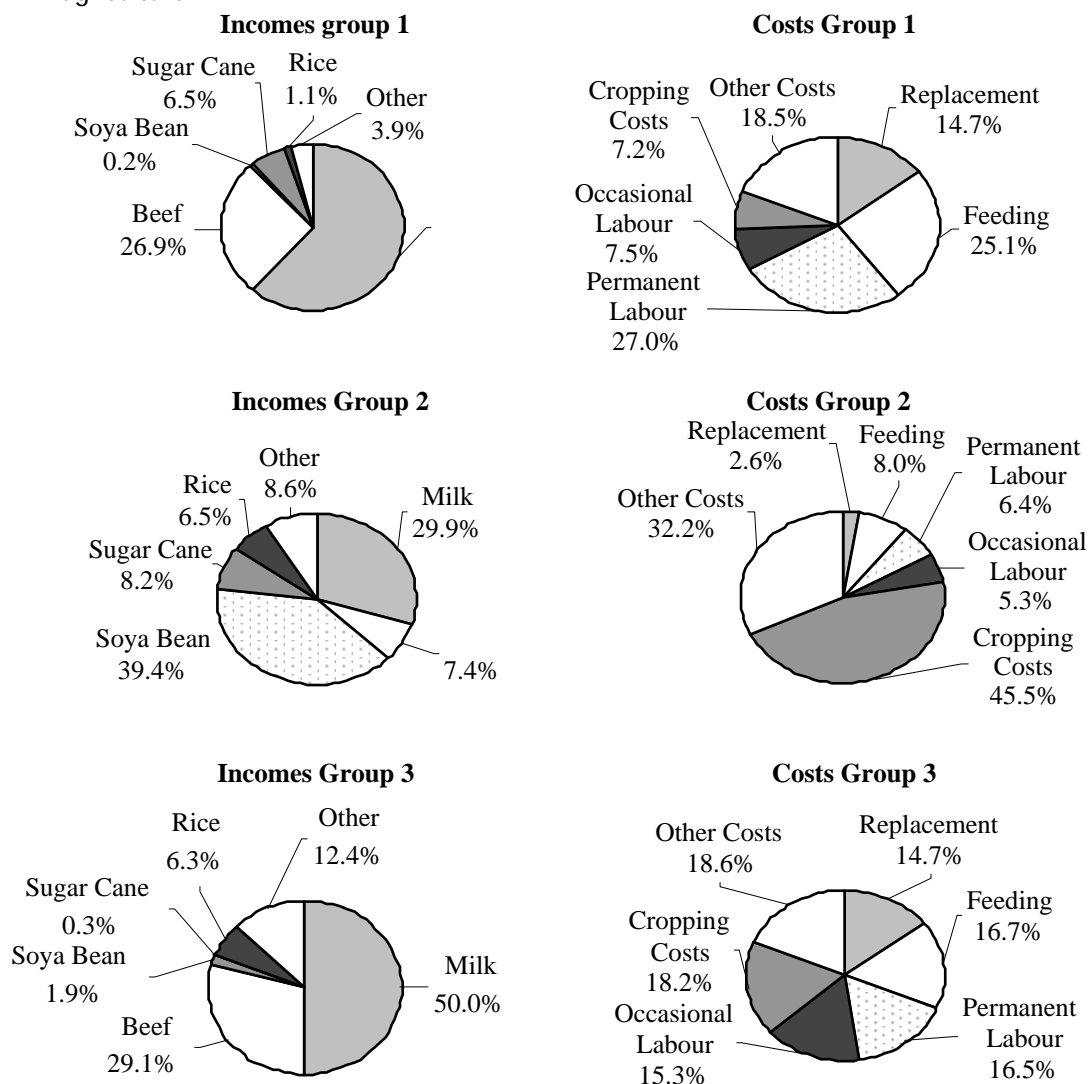 Incomes group 1
Sugar Cane
6.5%
Rice
1.1%
Other
3.9%
Soya Bean
0.2%
Beef
26.9%
Costs Group 1
Other Costs
18.5%
Replacement
14.7%
Cropping
Costs
7.2%
Feeding
25.1%
Occasional
Labour
7.5%
Permanent
Labour
27.0%
Incomes Group 2
Other
8.6%
Rice
6.5%
Milk
29.9%
Sugar Cane
8.2%
Soya Bean
39.4%
7.4%
Costs Group 2
Replacement
2.6%
Feeding
8.0%
Permanent
Labour
6.4%
Other Costs
32.2%
Occasional
Labour
5.3%
Cropping
Costs
45.5%
Incomes Group 3
Rice
6.3%
Other
12.4%
Sugar Cane
0.3%
Soya Bean
1.9%
Milk
50.0%
Beef
29.1%
Costs Group 3
Other Costs
18.6%
Replacement
14.7%
Cropping
Costs
18.2%
Feeding
16.7%
Occasional
Labour
15.3%
Permanent
Labour
16.5%